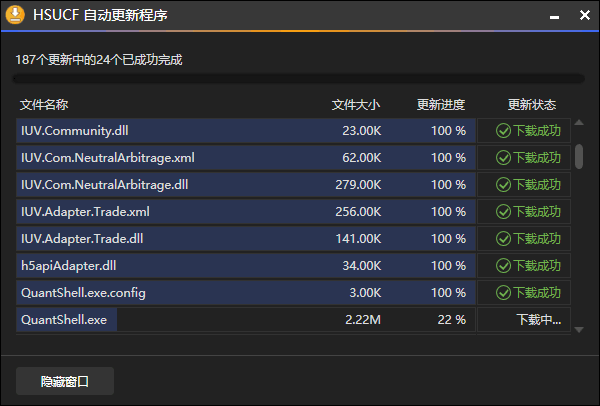 HSUCF 自动更新程序
187个更新中的24个已成功完成
文件名称 文件大小 更新进度 更新状态
IUV.Community.dll 23.00K 100 % 下载成功
IUV.Com.NeutralArbitrage.xml 62.00K 100 % 下载成功
IUV.Com.NeutralArbitrage.dll 279.00K 100 % 下载成功
IUV.Adapter.Trade.xml 256.00K 100 % 下载成功
IUV.Adapter.Trade.dll 141.00K 100 % 下载成功
h5apiAdapter.dll 34.00K 100 % 下载成功
QuantShell.exe.config 3.00K 100 % 下载成功
QuantShell.exe 2.22M 22 % 下载中...
隐藏窗口